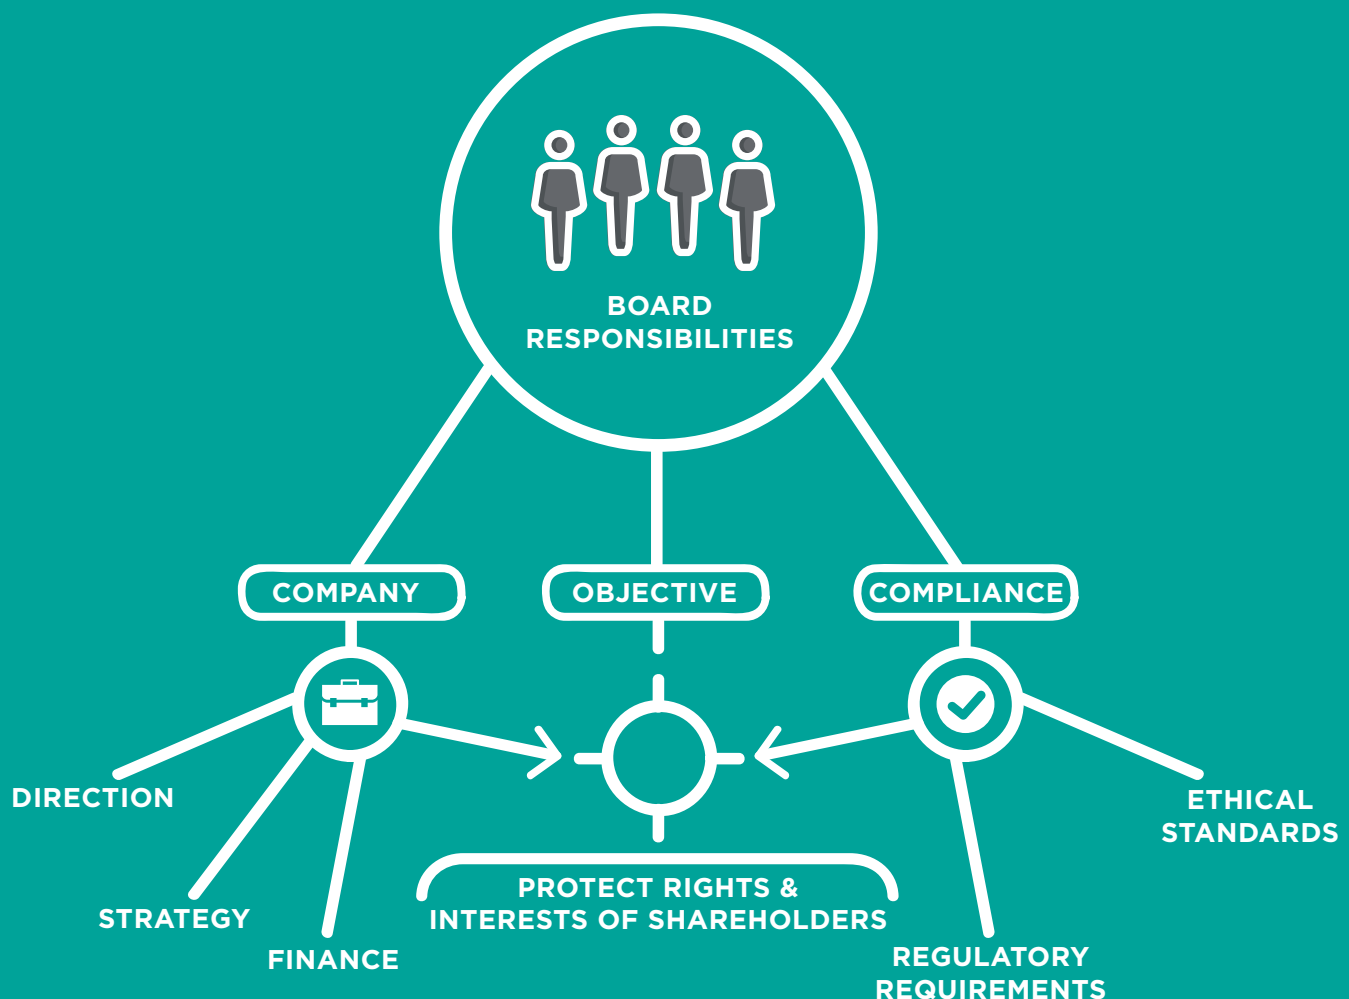 BOARD
RESPONSIBILITIES
COMPANY
OBJECTIVE
COMPLIANCE
DIRECTION
STRATEGY
FINANCE
PROTECT RIGHTS &
INTERESTS OF SHAREHOLDERS
ETHICAL
STANDARDS
REGULATORY
REQUIREMENTS